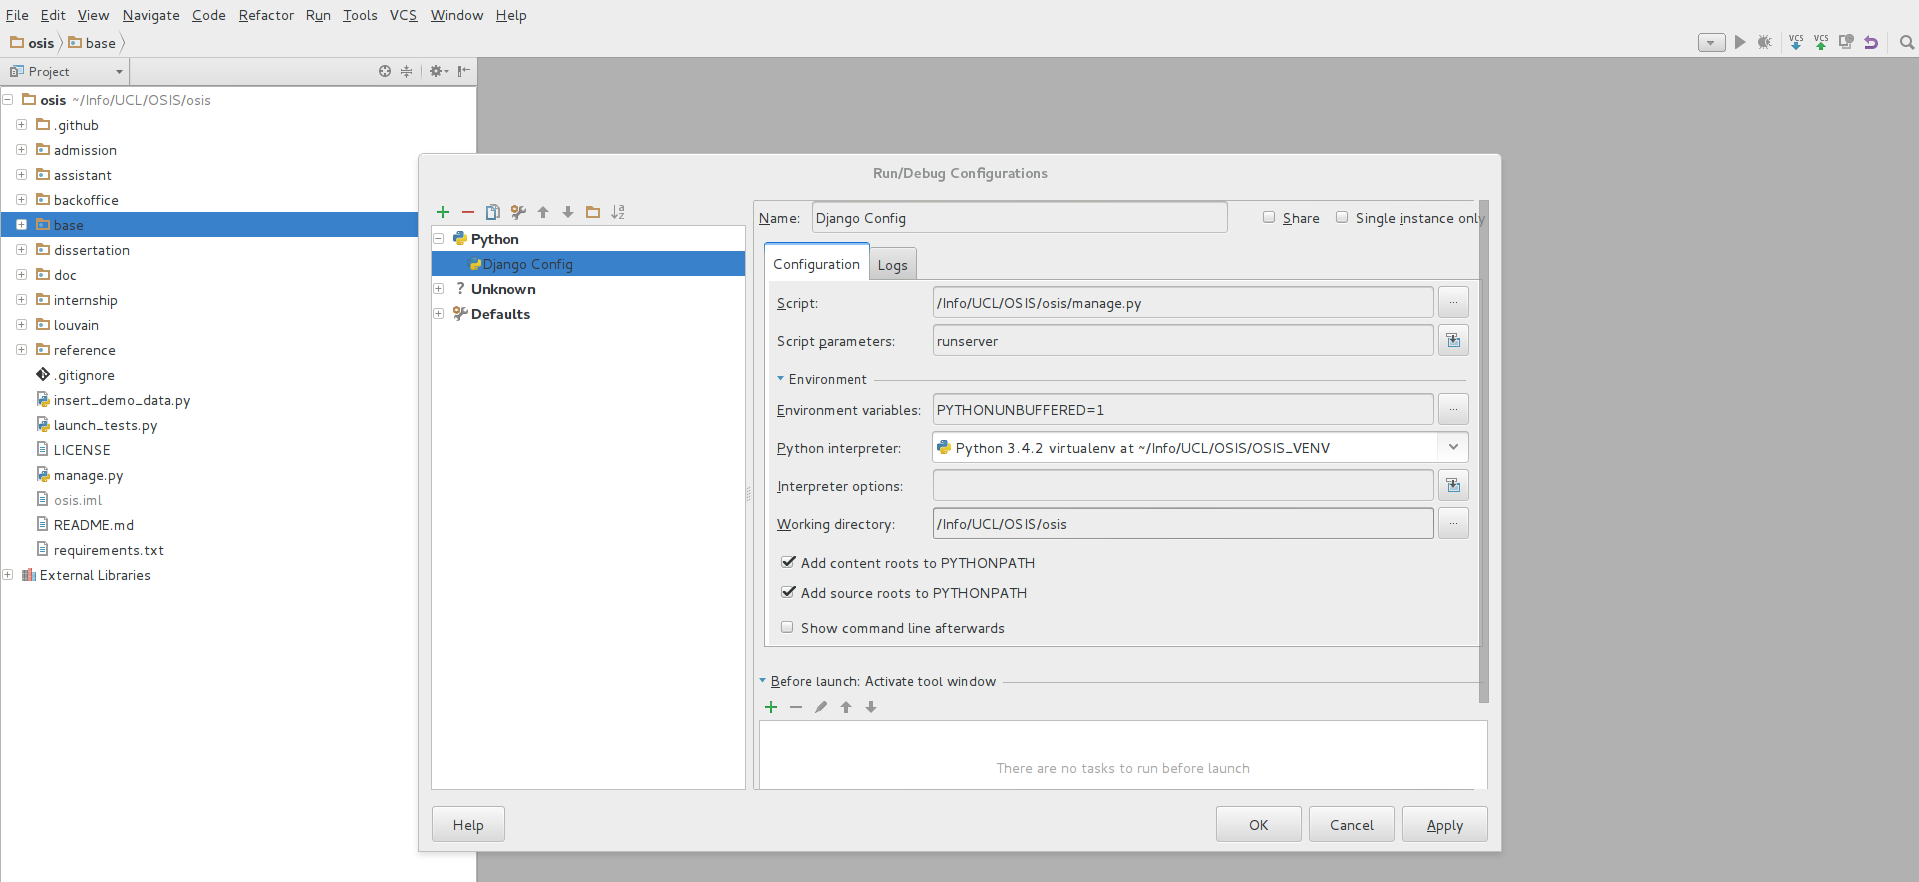 File Edit View Navigate Code Refactor Run Tools VCS Window Help
osis base
VCS VCS
Project
osis ~/Info/UCL/OSIS/osis
.github
admission
assistant
backoffice
base
dissertation
doc
internship
louvain
reference
.gitignore
insert_demo_data.py
launch_tests.py
LICENSE
manage.py
osis.iml
README.md
requirements.txt
External Libraries
Run/Debug Configurations
Python
Django Config
? Unknown
Defaults
Name: Django Config Share Single instance only
Configuration Logs
Script: /Info/UCL/OSIS/osis/manage.py ...
Script parameters: runserver
Environment
Environment variables: PYTHONUNBUFFERED=1 ...
Python interpreter: Python 3.4.2 virtualenv at ~/Info/UCL/OSIS/OSIS_VENV
Interpreter options:
Working directory: /Info/UCL/OSIS/osis ...
Add content roots to PYTHONPATH
Add source roots to PYTHONPATH
Show command line afterwards
Before launch: Activate tool window
There are no tasks to run before launch
Help OK Cancel Apply